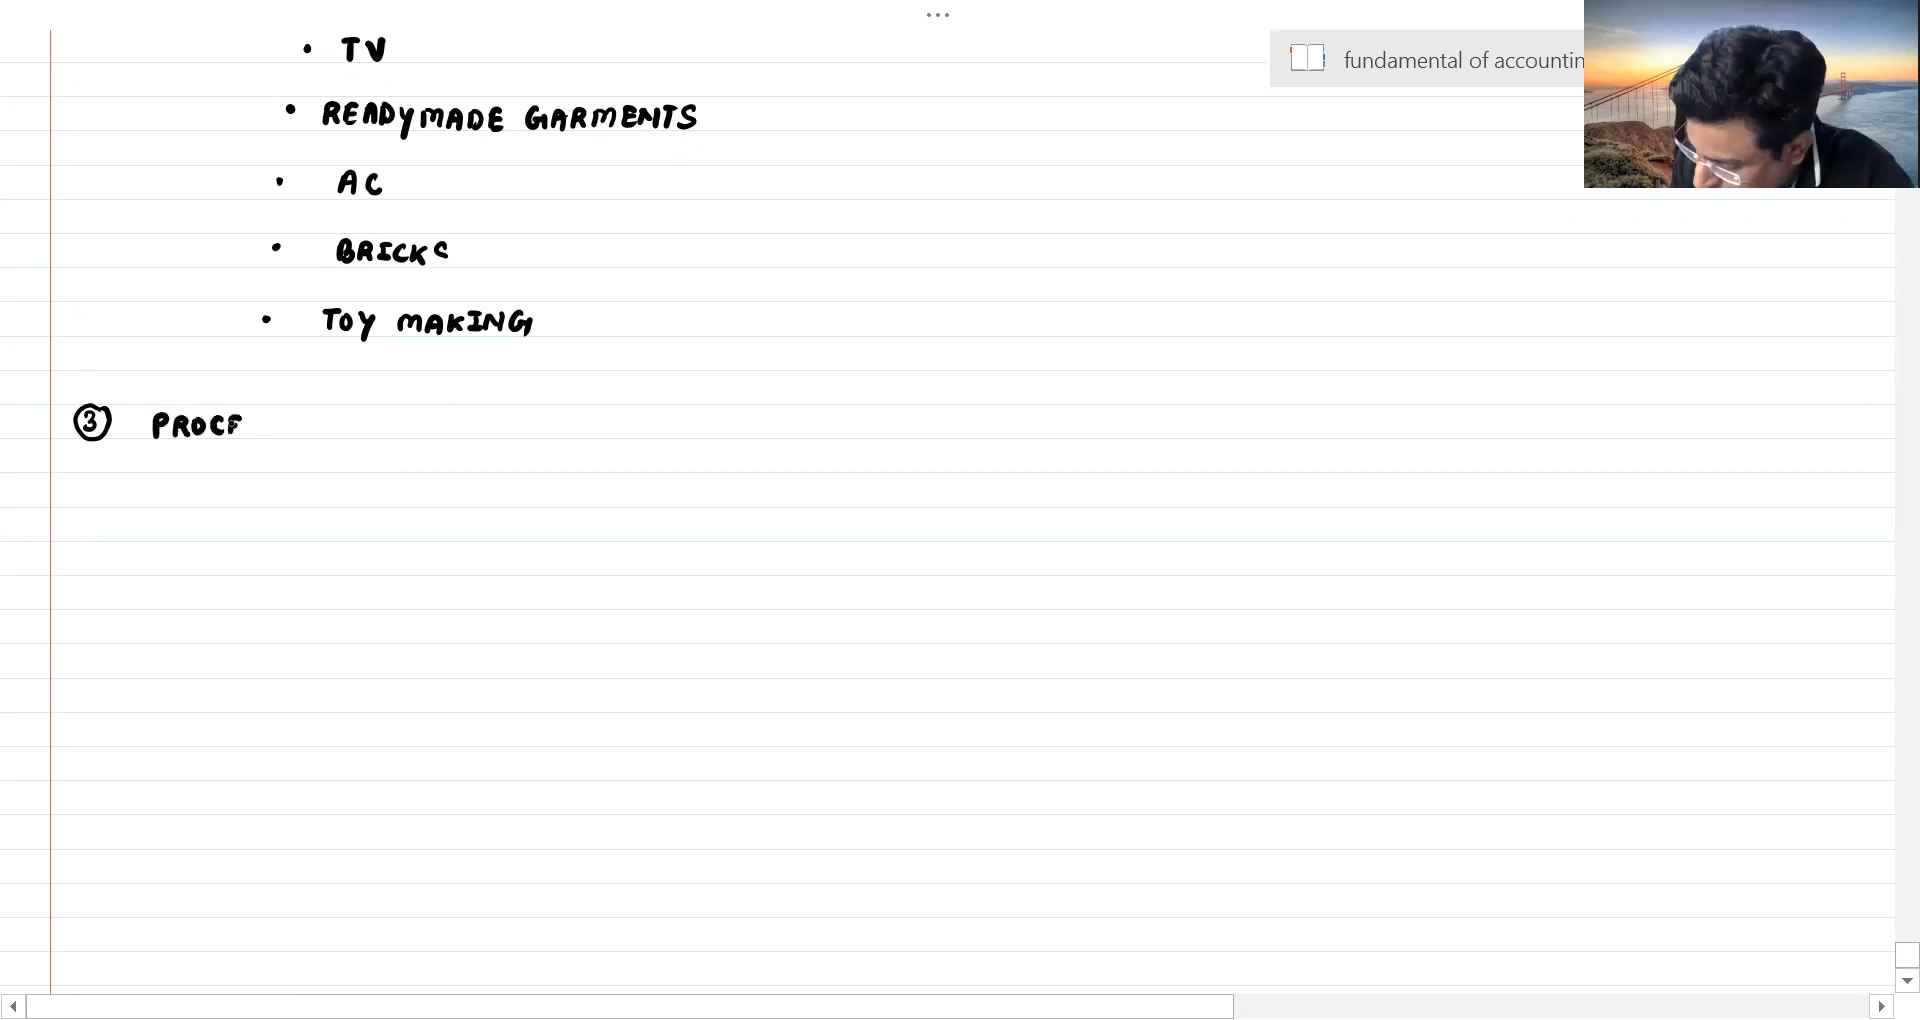 • TV
fundamental of accountin
• READYMADE GARMENTS
• AC
• BRICKS
• TOY MAKING
③ PROCE